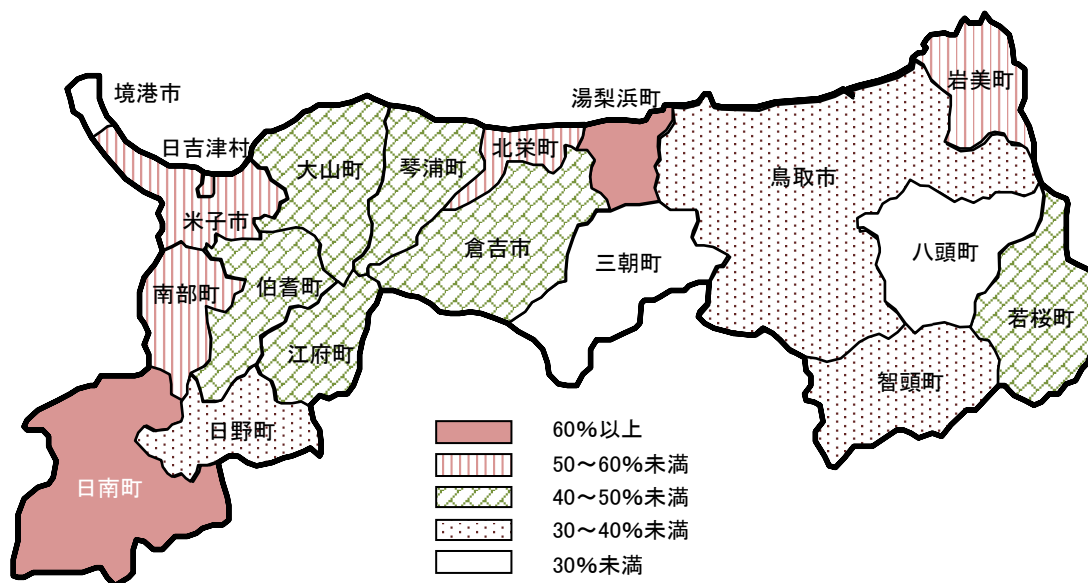 岩美町
境港市
湯梨浜町
日吉津村
北栄町
大山町
琴浦町
鳥取市
米子市
倉吉市
八頭町
三朝町
南部町
伯耆町
若桜町
江府町
智頭町
日野町
日南町
60%以上
50~60%未満
40~50%未満
30~40%未満
30%未満